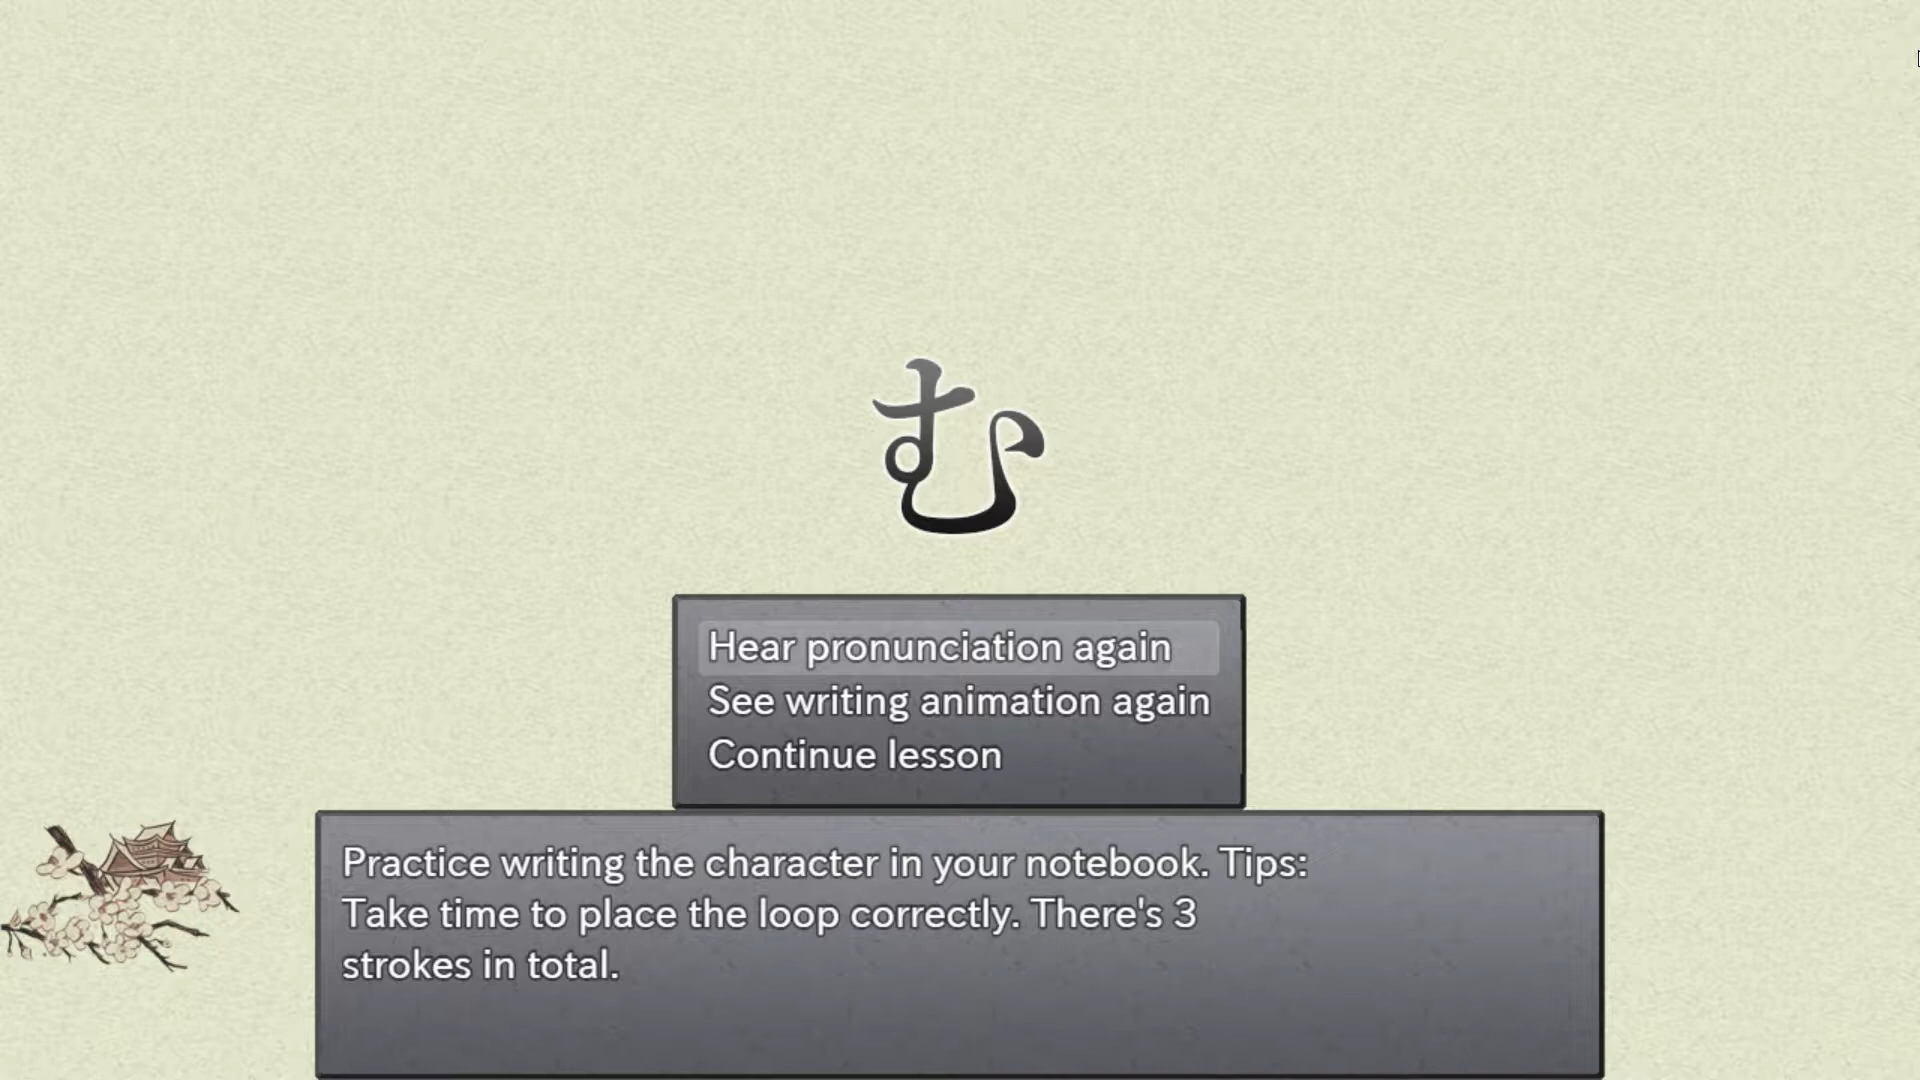 む
Hear pronunciation again
See writing animation again
Continue lesson
Practice writing the character in your notebook. Tips:
Take time to place the loop correctly. There's 3
strokes in total.